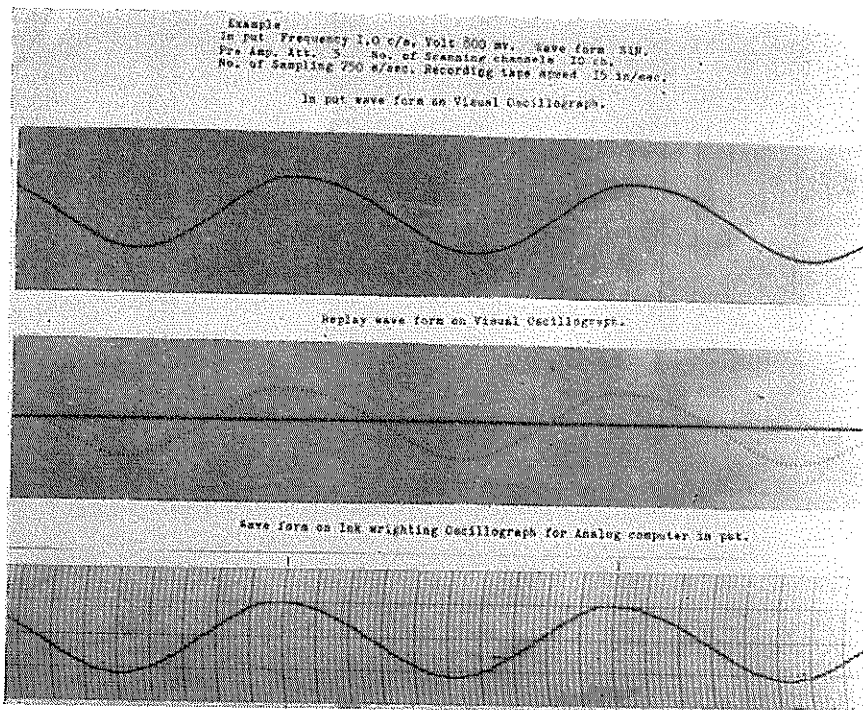 Example
In put Frequency 1.0 c/s. Volt 800 mv. Wave form SIN.
Pre Amp. Att. 5 No. of Scanning channels 10 ch.
No. of Sampling 750 s/sec. Recording tape speed 15 in/sec.
In put wave form on Visual Oscillograph.
Replay wave form on Visual Oscillograph.
Wave form on Ink wrighting Oscillograph for Analog computer in put.